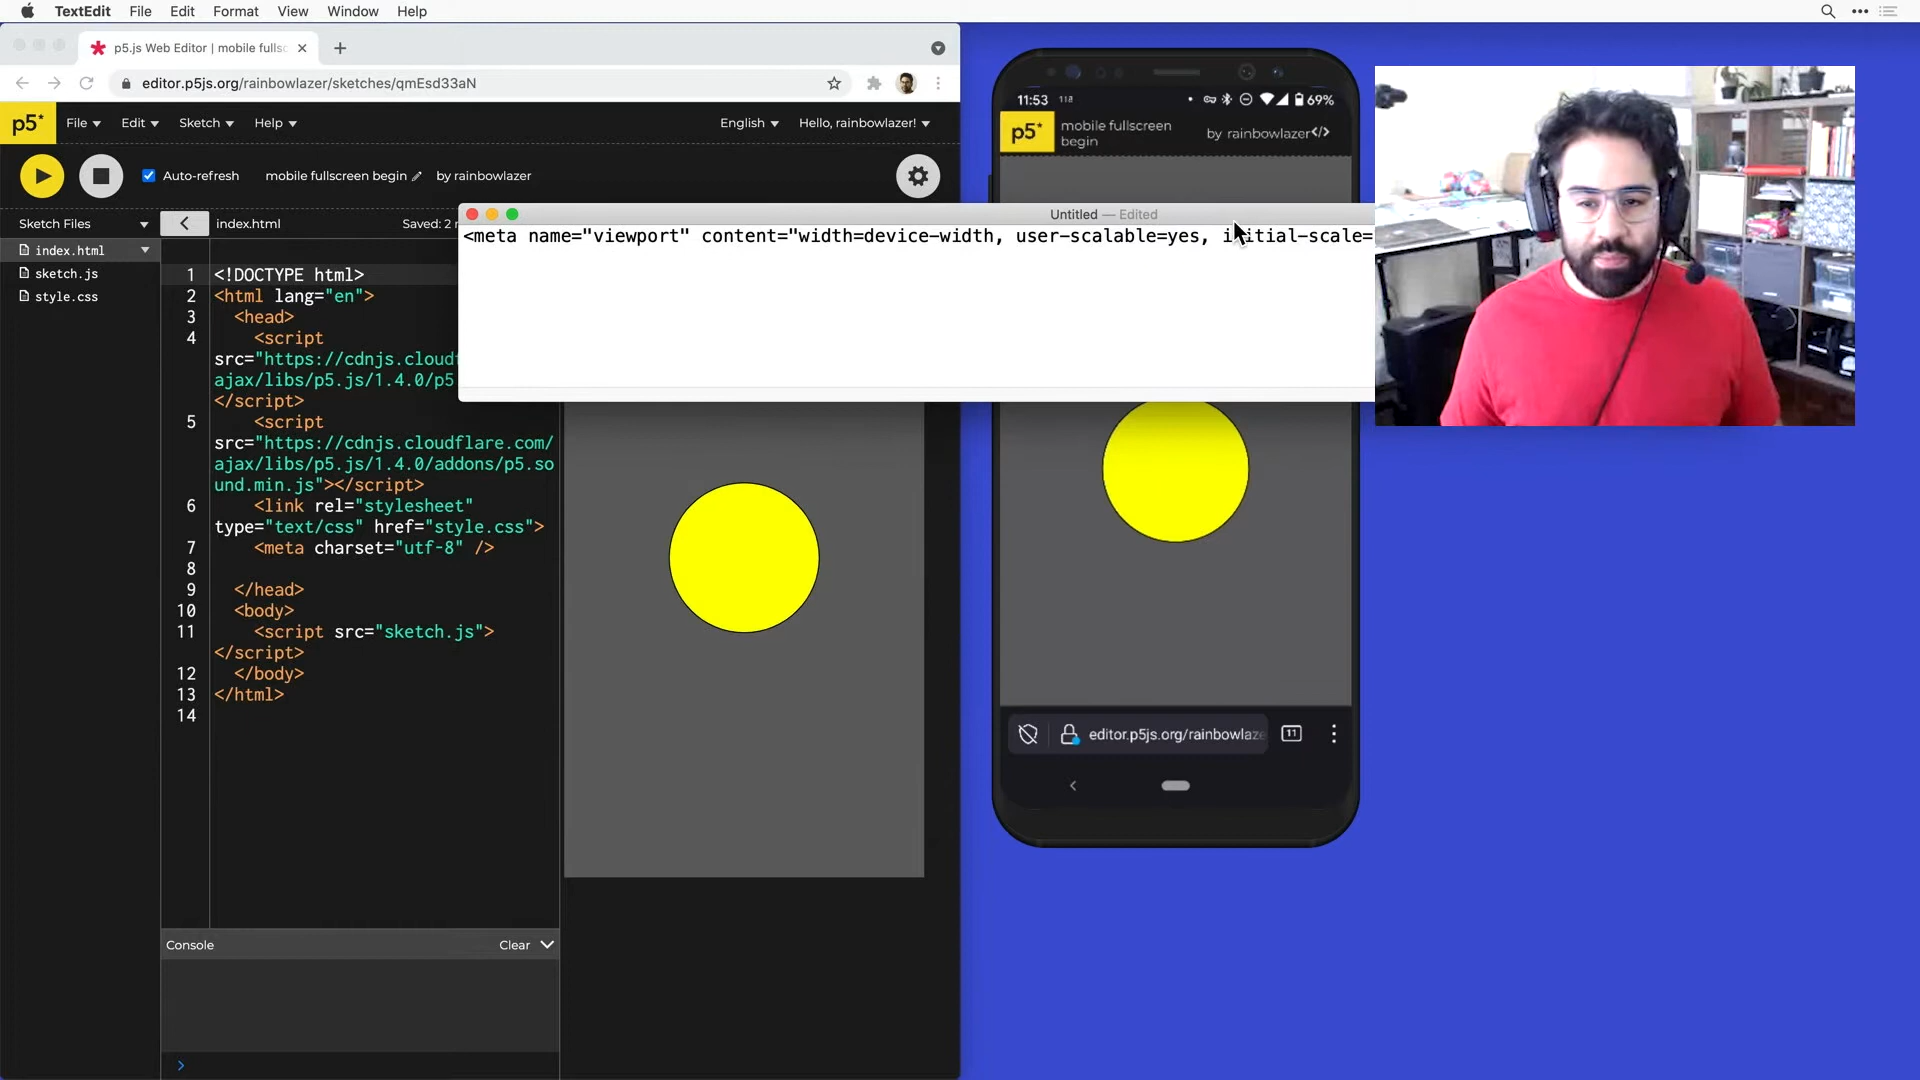 TextEdit File Edit Format View Window Help
p5.js Web Editor | mobile fullsc
editor.p5js.org/rainbowlazer/sketches/qmEsd33aN
p5* File Edit Sketch Help English Hello, rainbowlazer!
Auto-refresh mobile fullscreen begin by rainbowlazer
Sketch Files
index.html
sketch.js
style.css
index.html Saved: 2
1 <!DOCTYPE html>
2 <html lang="en">
3 <head>
4 <script
src="https://cdnjs.cloudf
ajax/libs/p5.js/1.4.0/p5
</script>
5 <script
src="https://cdnjs.cloudflare.com/
ajax/libs/p5.js/1.4.0/addons/p5.so
und.min.js"></script>
6 <link rel="stylesheet"
type="text/css" href="style.css">
7 <meta charset="utf-8" />
8
9 </head>
10 <body>
11 <script src="sketch.js">
</script>
12 </body>
13 </html>
14
Console Clear
>
Untitled — Edited
<meta name="viewport" content="width=device-width, user-scalable=yes, initial-scale=
11:53 69%
p5* mobile fullscreen
begin
by rainbowlazer</>
editor.p5js.org/rainbowlaze 11